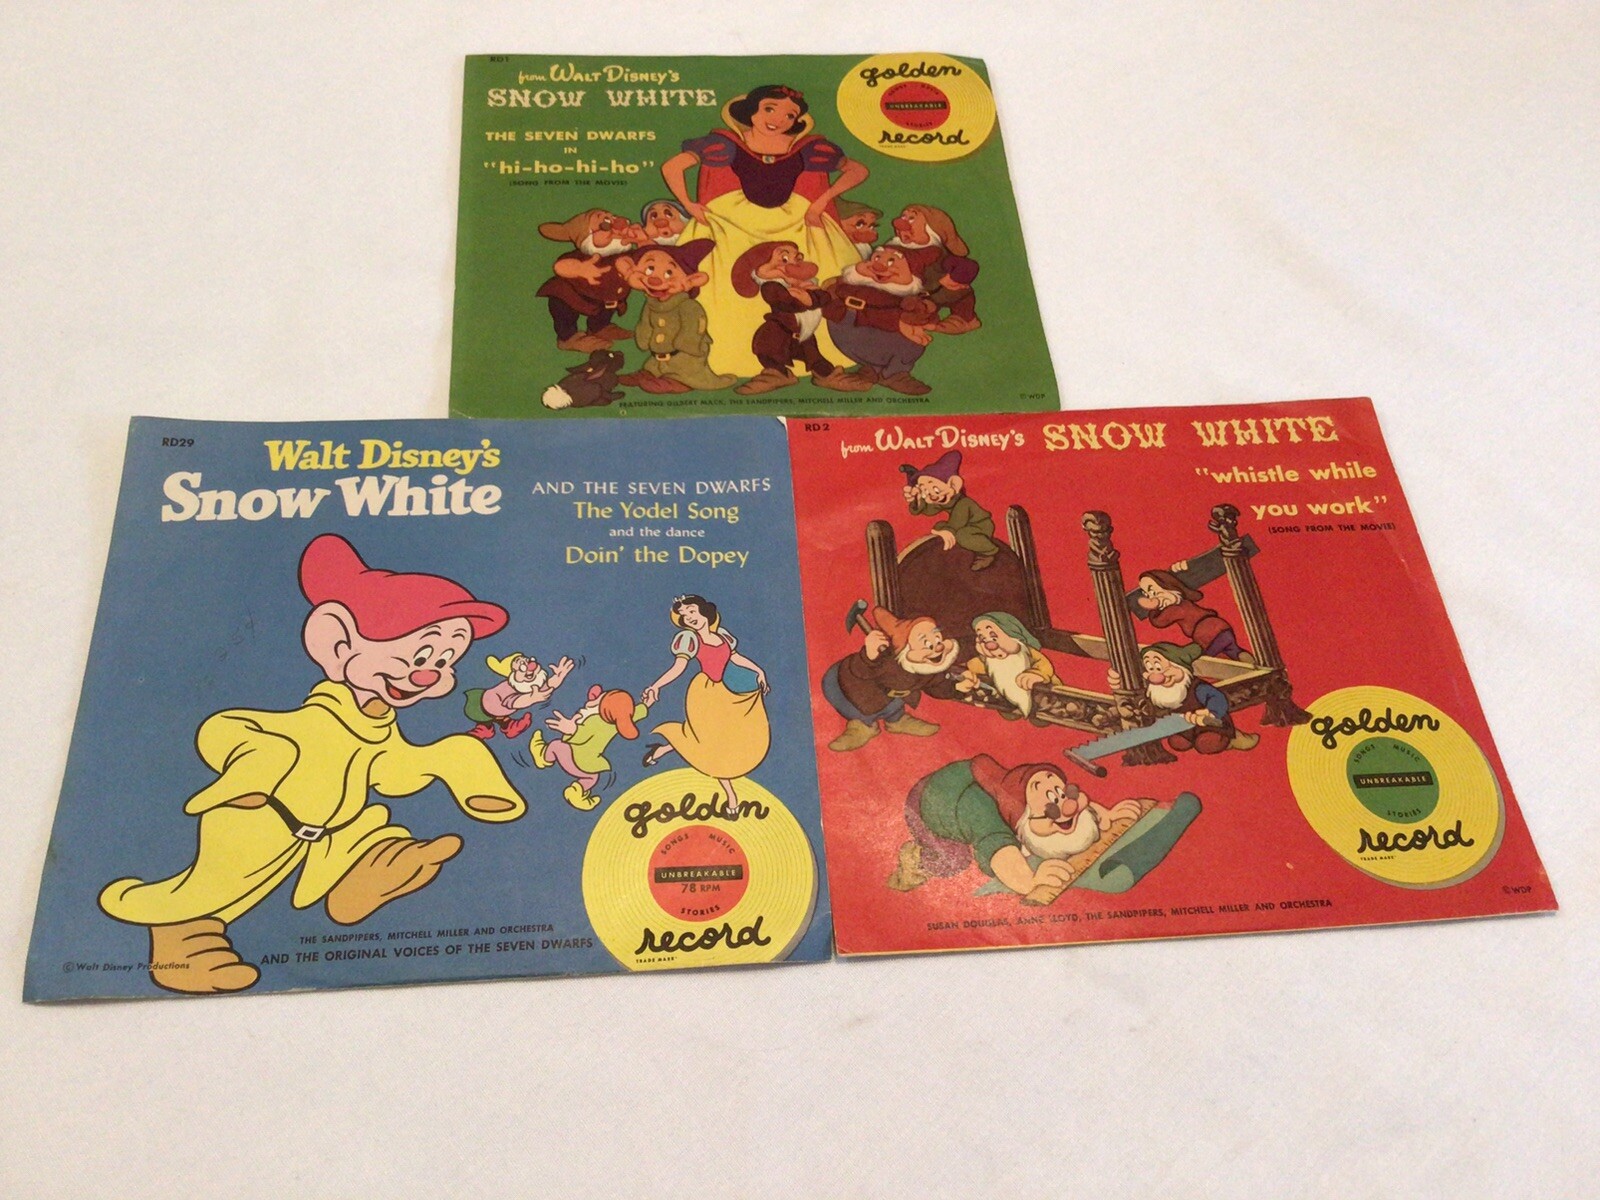 RD1
from WALT DISNEY'S
SNOW WHITE
THE SEVEN DWARFS
IN
"hi-ho-hi-ho"
(SONG FROM THE MOVIE)
golden
SONGS MUSIC
UNBREAKABLE
STORIES
record
TRADE MARK
FEATURING GILBERT MACK, THE SANDPIPERS, MITCHELL MILLER AND ORCHESTRA
©WDP
RD29
Walt Disney's
Snow White
AND THE SEVEN DWARFS
The Yodel Song
and the dance
Doin' the Dopey
golden
SONGS MUSIC
UNBREAKABLE
78 RPM
STORIES
record
TRADE MARK
THE SANDPIPERS, MITCHELL MILLER AND ORCHESTRA
AND THE ORIGINAL VOICES OF THE SEVEN DWARFS
©Walt Disney Productions
RD2
from WALT DISNEY'S SNOW WHITE
"whistle while
you work"
(SONG FROM THE MOVIE)
golden
SONGS MUSIC
UNBREAKABLE
STORIES
record
TRADE MARK
©WDP
SUSAN DOUGLAS, ANNE LLOYD, THE SANDPIPERS, MITCHELL MILLER AND ORCHESTRA